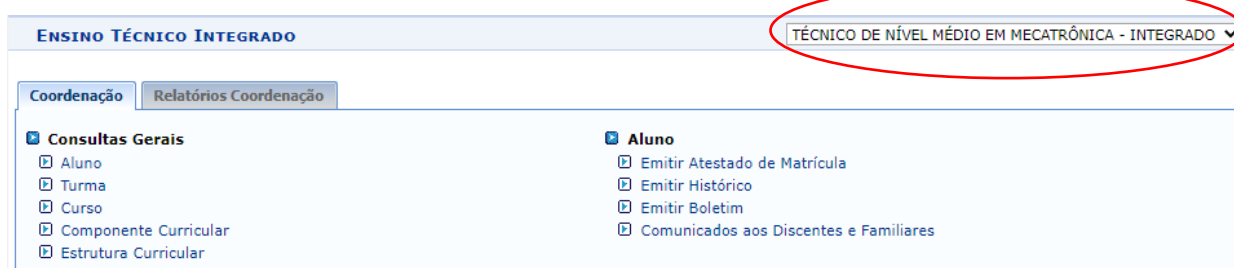 ENSINO TÉCNICO INTEGRADO
TÉCNICO DE NÍVEL MÉDIO EM MECATRÔNICA - INTEGRADO
Coordenação
Relatórios Coordenação
Consultas Gerais
Aluno
Turma
Curso
Componente Curricular
Estrutura Curricular
Aluno
Emitir Atestado de Matrícula
Emitir Histórico
Emitir Boletim
Comunicados aos Discentes e Familiares